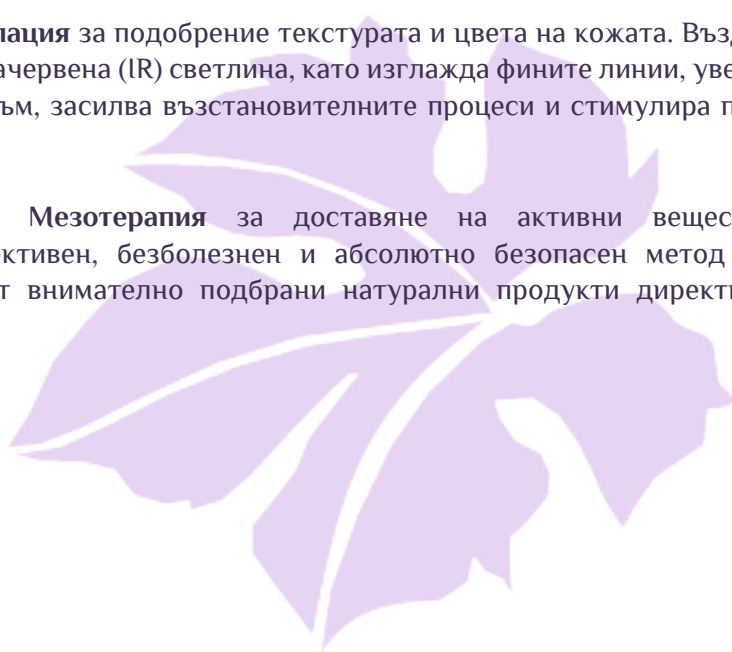 лация за подобрение текстурата и цвета на кожата. Възд
ачервена (IR) светлина, като изглажда фините линии, уве
ъм, засилва възстановителните процеси и стимулира п
Мезотерапия за доставяне на активни вещес
ективен, безболезнен и абсолютно безопасен метод
т внимателно подбрани натурални продукти директ